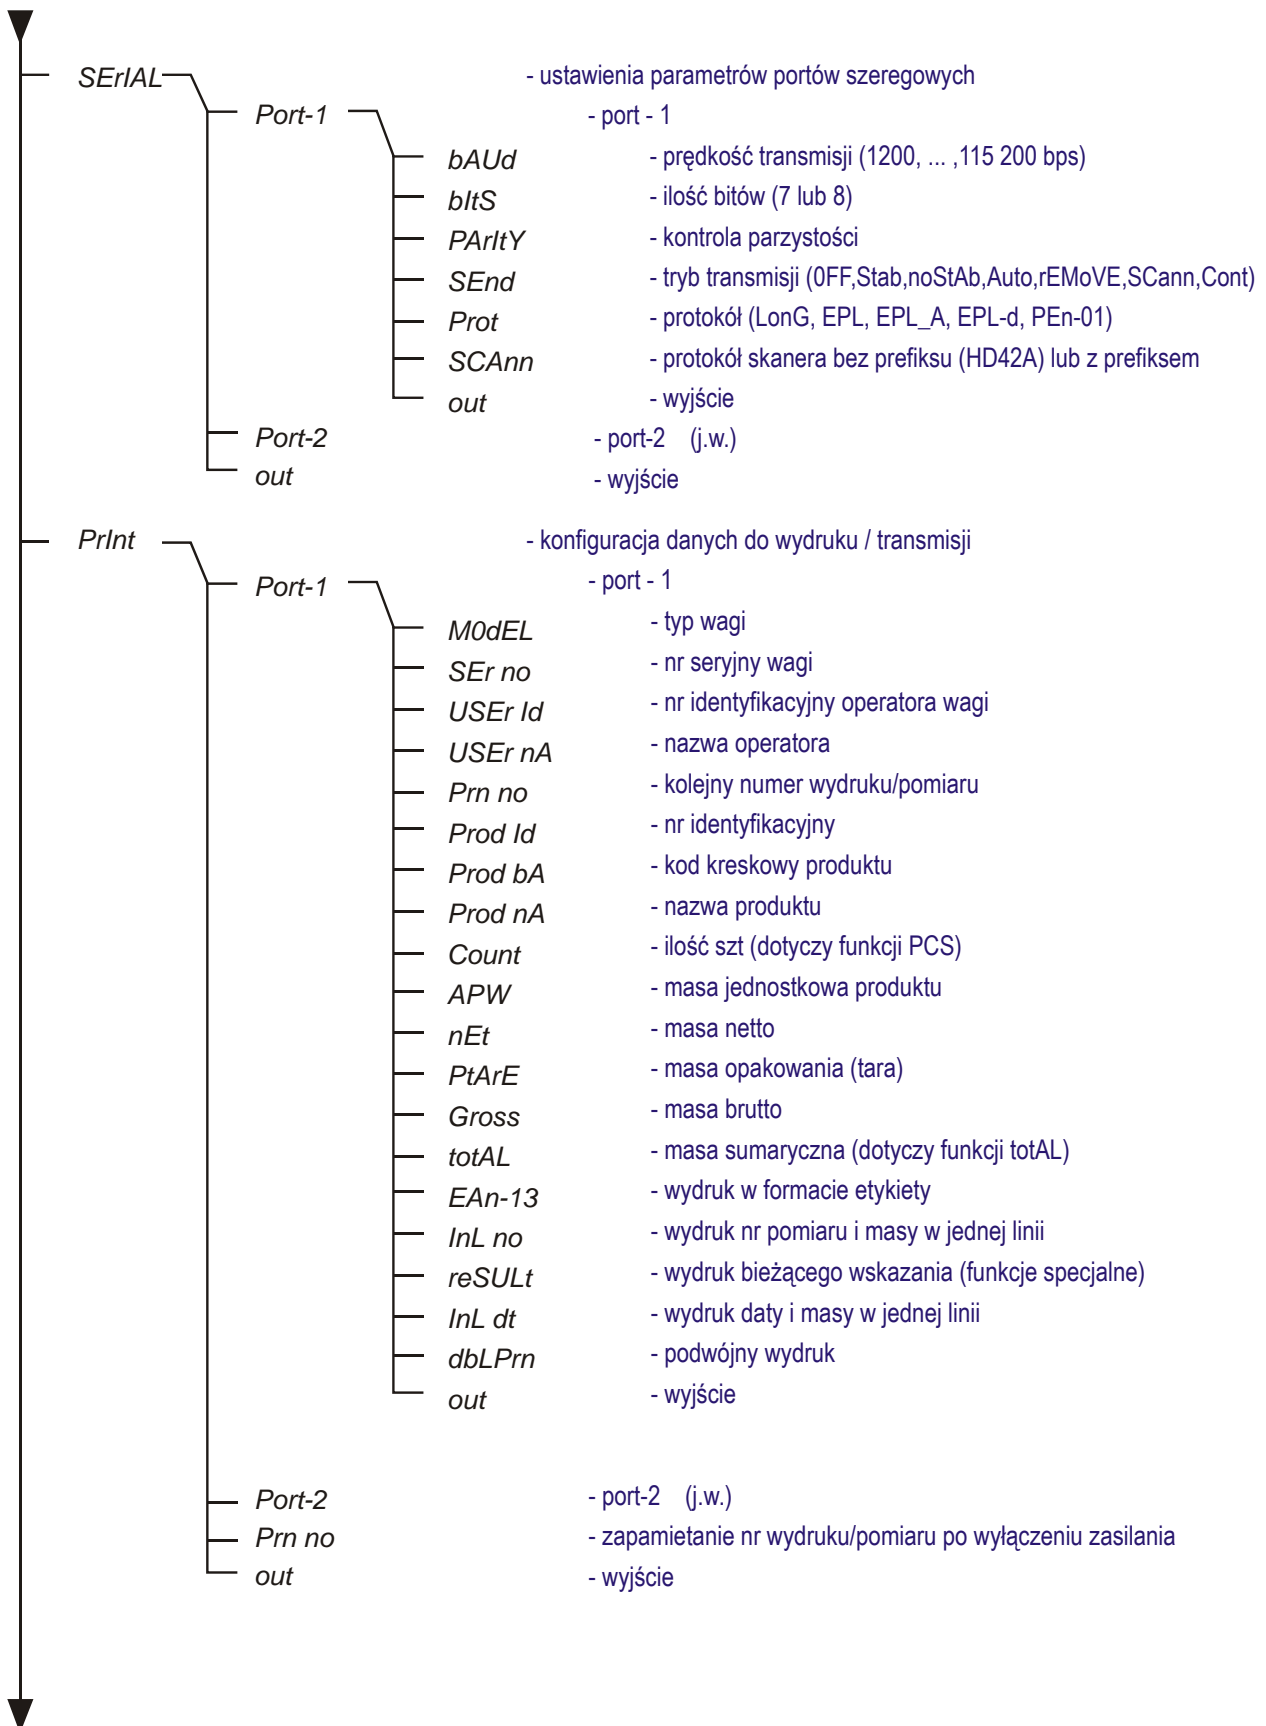 SErIAL - ustawienia parametrów portów szeregowych
Port-1 - port - 1
bAUd - prędkość transmisji (1200, ... ,115 200 bps)
bItS - ilość bitów (7 lub 8)
PArItY - kontrola parzystości
SEnd - tryb transmisji (0FF,Stab,noStAb,Auto,rEMoVE,SCann,Cont)
Prot - protokół (LonG, EPL, EPL_A, EPL-d, PEn-01)
SCAnn - protokół skanera bez prefiksu (HD42A) lub z prefiksem
out - wyjście
Port-2 - port-2 (j.w.)
out - wyjście
PrInt - konfiguracja danych do wydruku / transmisji
Port-1 - port - 1
M0dEL - typ wagi
SEr no - nr seryjny wagi
USEr Id - nr identyfikacyjny operatora wagi
USEr nA - nazwa operatora
Prn no - kolejny numer wydruku/pomiaru
Prod Id - nr identyfikacyjny
Prod bA - kod kreskowy produktu
Prod nA - nazwa produktu
Count - ilość szt (dotyczy funkcji PCS)
APW - masa jednostkowa produktu
nEt - masa netto
PtArE - masa opakowania (tara)
Gross - masa brutto
totAL - masa sumaryczna (dotyczy funkcji totAL)
EAn-13 - wydruk w formacie etykiety
InL no - wydruk nr pomiaru i masy w jednej linii
reSULt - wydruk bieżącego wskazania (funkcje specjalne)
InL dt - wydruk daty i masy w jednej linii
dbLPrn - podwójny wydruk
out - wyjście
Port-2 - port-2 (j.w.)
Prn no - zapamietanie nr wydruku/pomiaru po wyłączeniu zasilania
out - wyjście